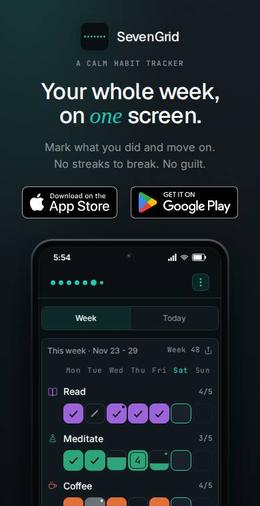 SevenGrid
A CALM HABIT TRACKER
Your whole week,
on one screen.
Mark what you did and move on.
No streaks to break. No guilt.
Download on the
App Store
GET IT ON
Google Play
5:54
Week
Today
This week · Nov 23 - 29
Week 48
Mon Tue Wed Thu Fri Sat Sun
Read
4/5
Meditate
3/5
4
Coffee
4/5